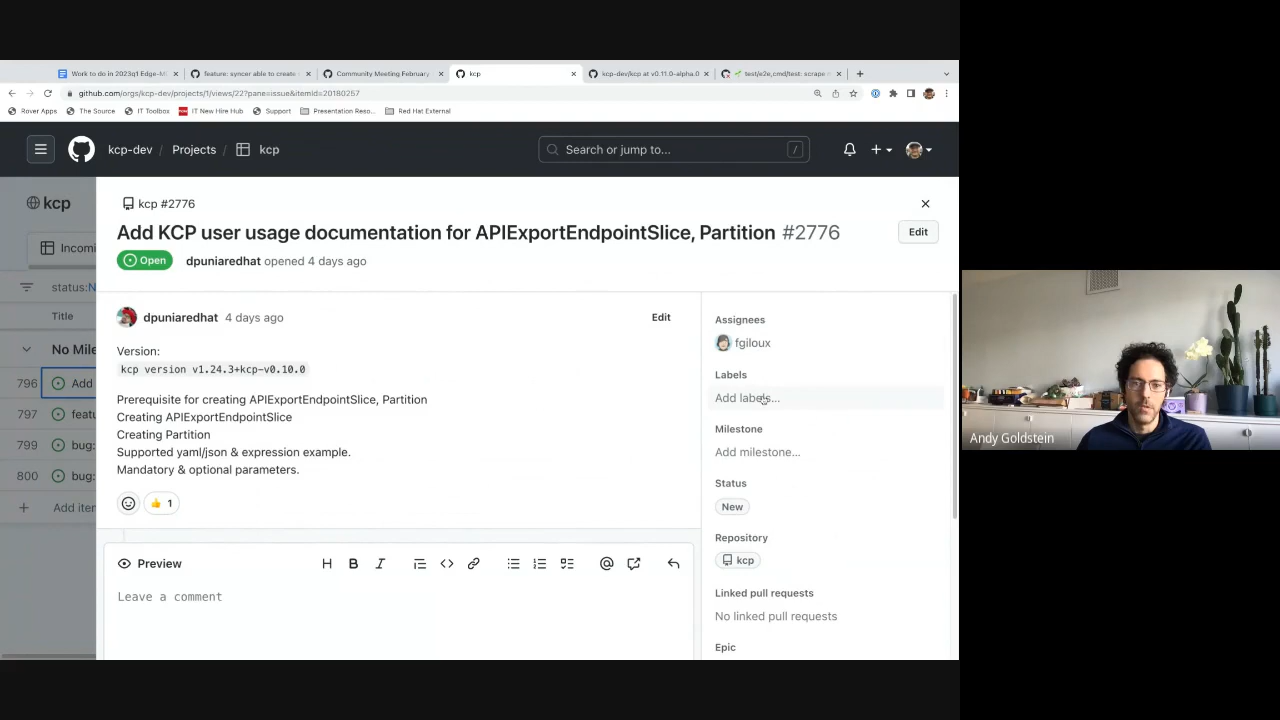 Work to do in 2023q1 Edge-M
feature: syncer able to create
Community Meeting February
kcp
kcp-dev/kcp at v0.11.0-alpha.0
test/e2e_cmd/test: scrape m
github.com/orgs/kcp-dev/projects/1/views/22?pane=issue&itemId=20180257
Rover Apps
The Source
IT Toolbox
IT New Hire Hub
Support
Presentation Reso...
Red Hat External
kcp-dev / Projects / kcp
Search or jump to...
/
kcp
Incomi
status:N
Title
No Mile
796 Add
797 featu
799 bug:
800 bug:
Add iten
kcp #2776
Add KCP user usage documentation for APIExportEndpointSlice, Partition #2776
Edit
Open
dpuniaredhat opened 4 days ago
dpuniaredhat 4 days ago
Edit
Version:
kcp version v1.24.3+kcp-v0.10.0
Prerequisite for creating APIExportEndpointSlice, Partition
Creating APIExportEndpointSlice
Creating Partition
Supported yaml/json & expression example.
Mandatory & optional parameters.
1
Preview
Leave a comment
Assignees
fgiloux
Labels
Add labels...
Milestone
Add milestone...
Status
New
Repository
kcp
Linked pull requests
No linked pull requests
Epic
Andy Goldstein